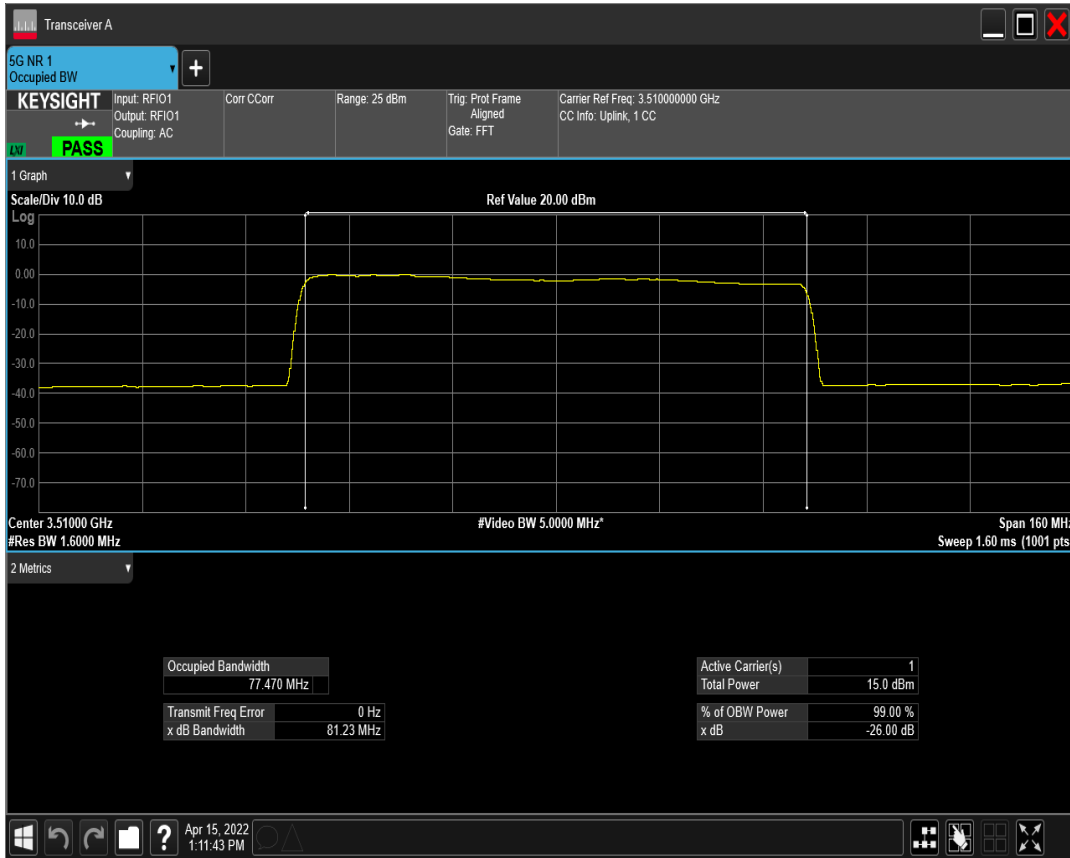 Transceiver A
5G NR 1
Occupied BW
KEYSIGHT
LXI
PASS
Input: RFIO1
Output: RFIO1
Coupling: AC
Corr CCorr
Range: 25 dBm
Trig: Prot Frame
Aligned
Gate: FFT
Carrier Ref Freq: 3.510000000 GHz
CC Info: Uplink, 1 CC
1 Graph
Scale/Div 10.0 dB
Ref Value 20.00 dBm
Log
10.0
0.00
-10.0
-20.0
-30.0
-40.0
-50.0
-60.0
-70.0
Center 3.51000 GHz
#Video BW 5.0000 MHz*
Span 160 MHz
#Res BW 1.6000 MHz
Sweep 1.60 ms (1001 pts
2 Metrics
Occupied Bandwidth
77.470 MHz
Transmit Freq Error 0 Hz
x dB Bandwidth 81.23 MHz
Active Carrier(s) 1
Total Power 15.0 dBm
% of OBW Power 99.00 %
x dB -26.00 dB
?
Apr 15, 2022
1:11:43 PM